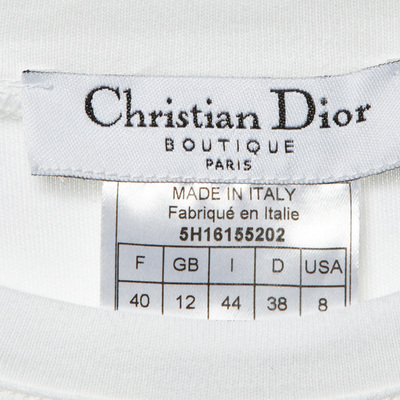 Christian Dior
BOUTIQUE
PARIS
MADE IN ITALY
Fabriqué en Italie
5H16155202
F GB I D USA
40 12 44 38 8